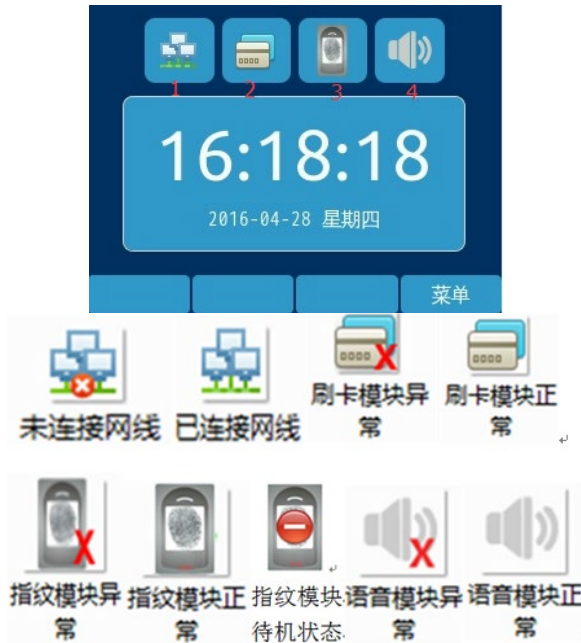 1 2 3 4
16:18:18
2016-04-28 星期四
菜单
未连接网线 已连接网线 刷卡模块异常 刷卡模块正常
指纹模块异常 指纹模块正常 指纹模块待机状态 语音模块异常 语音模块正常